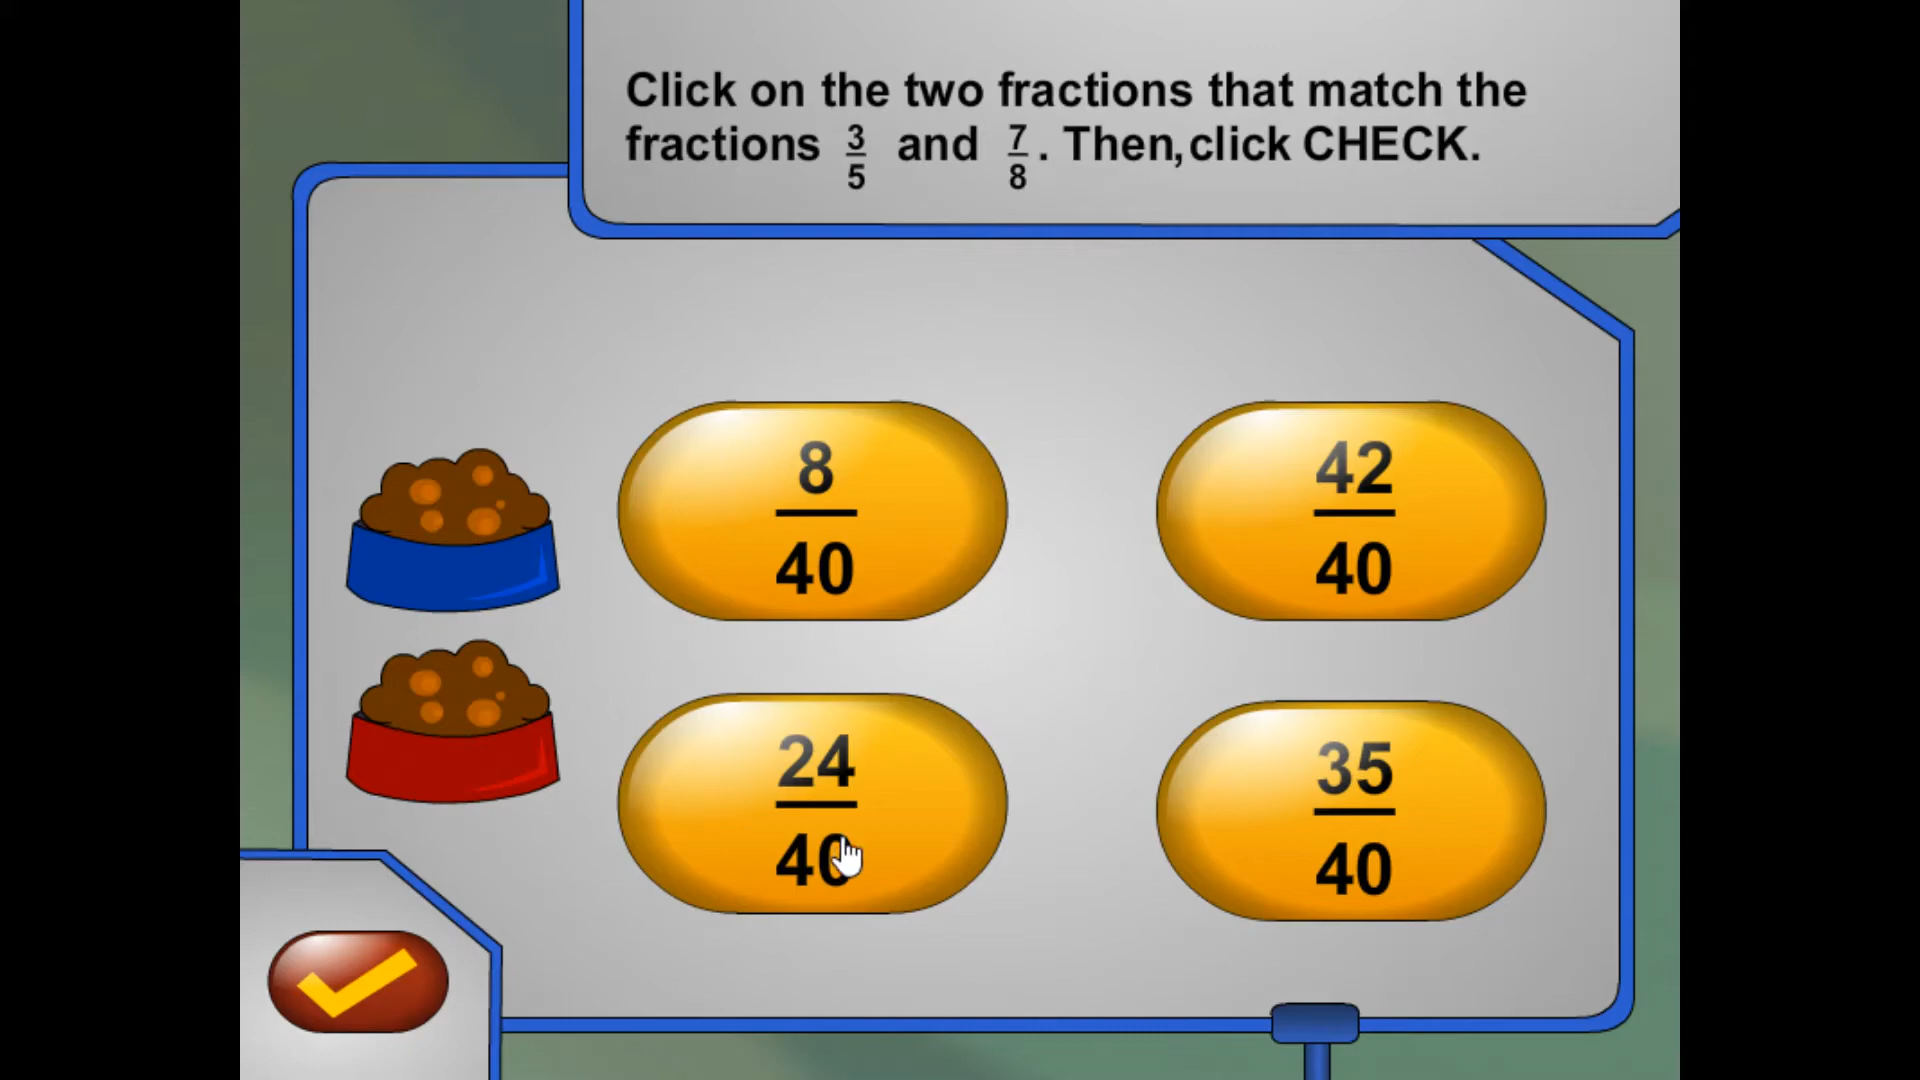 Click on the two fractions that match the
fractions 3/5 and 7/8. Then, click CHECK.
8/40
42/40
24/40
35/40